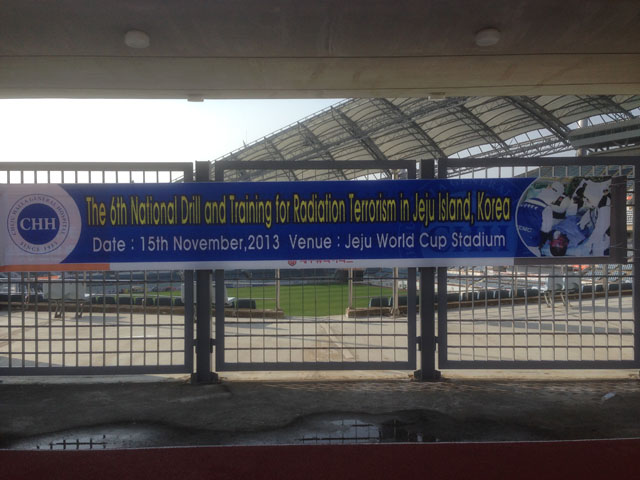 The 6th National Drill and Training for Radiation Terrorism in Jeju Island, Korea
Date : 15th November,2013 Venue : Jeju World Cup Stadium
CHH
SINCE